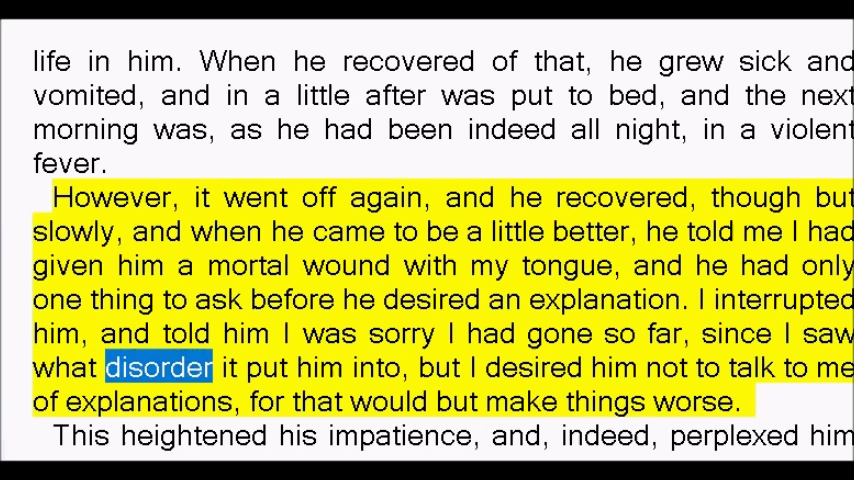 life in him. When he recovered of that, he grew sick and
vomited, and in a little after was put to bed, and the next
morning was, as he had been indeed all night, in a violent
fever.
However, it went off again, and he recovered, though but
slowly, and when he came to be a little better, he told me I had
given him a mortal wound with my tongue, and he had only
one thing to ask before he desired an explanation. I interrupted
him, and told him I was sorry I had gone so far, since I saw
what disorder it put him into, but I desired him not to talk to me
of explanations, for that would but make things worse.
This heightened his impatience, and, indeed, perplexed him